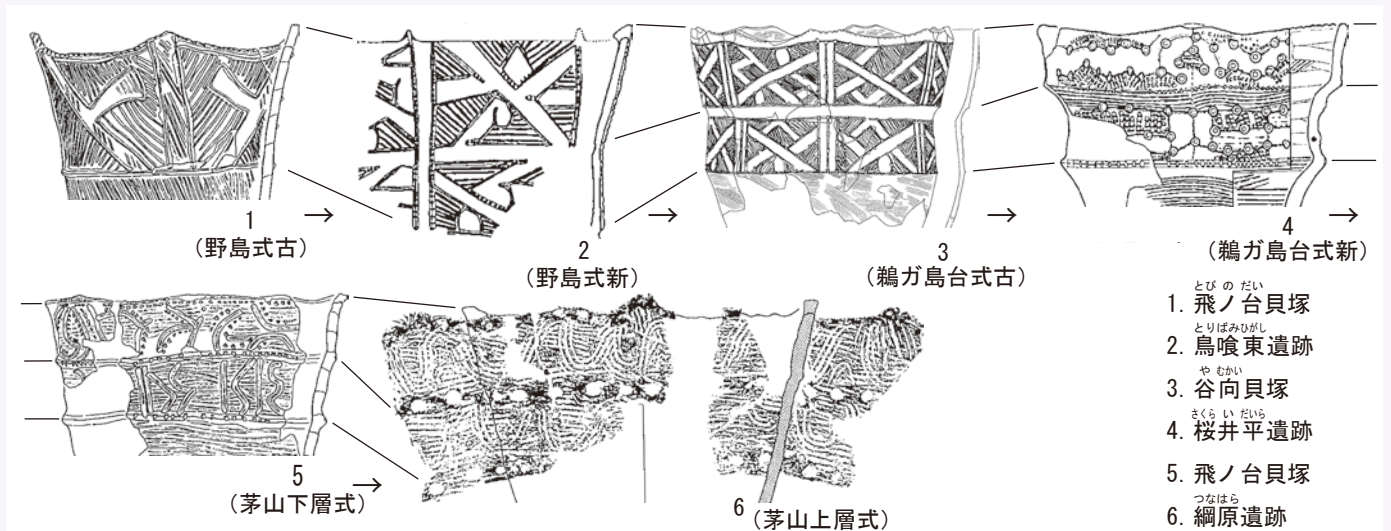 1
(野島式古)
→
2
(野島式新)
→
3
(鵜ガ島台式古)
→
4
(鵜ガ島台式新)
→
5
(茅山下層式)
→
6 (茅山上層式)
とびのだい
1. 飛ノ台貝塚
とりばみひがし
2. 鳥喰東遺跡
やむかい
3. 谷向貝塚
さくらいだいら
4. 桜井平遺跡
5. 飛ノ台貝塚
つなはら
6. 綱原遺跡